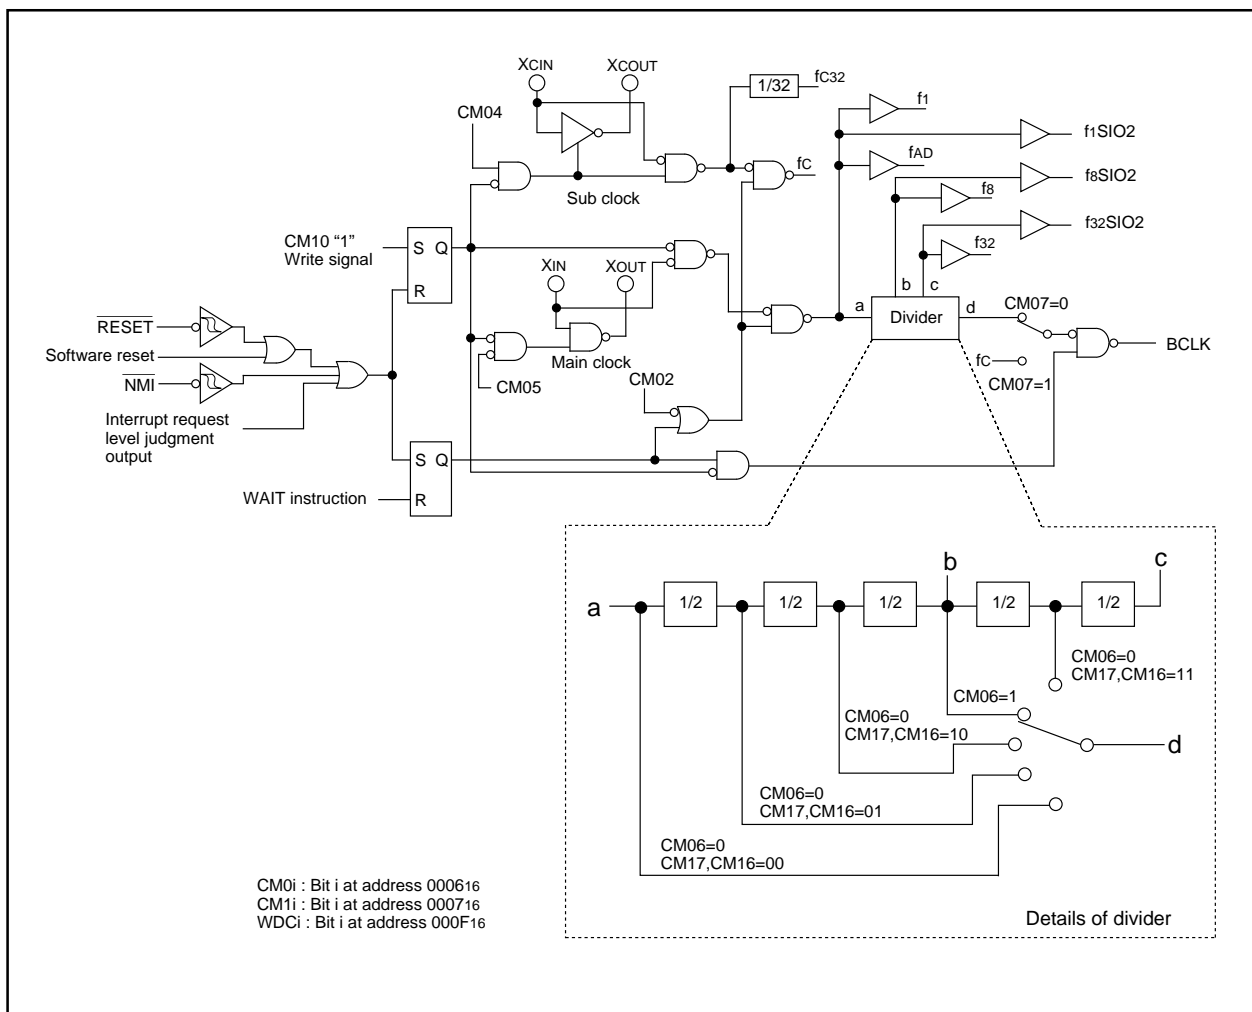 XCIN
XCOUT
CM04
1/32
fC32
Sub clock
fC
f1
f1SIO2
fAD
f8SIO2
f8
f32SIO2
f32
CM10 “1”
Write signal
S Q
R
XIN
XOUT
Main clock
CM05
RESET
Software reset
NMI
Interrupt request
level judgment
output
CM02
S Q
R
WAIT instruction
a
b
c
d
Divider
CM07=0
fC
CM07=1
BCLK
a
1/2
1/2
1/2
b
1/2
1/2
c
CM06=0
CM17,CM16=11
CM06=1
CM06=0
CM17,CM16=10
d
CM06=0
CM17,CM16=01
CM06=0
CM17,CM16=00
Details of divider
CM0i : Bit i at address 000616
CM1i : Bit i at address 000716
WDCi : Bit i at address 000F16